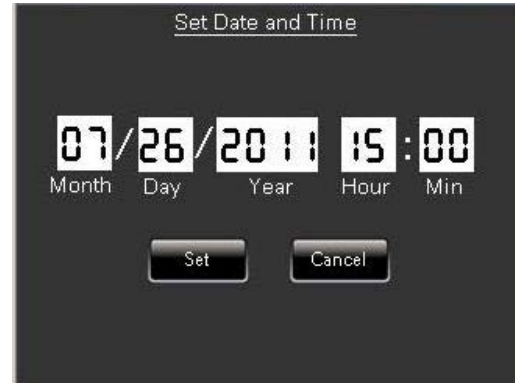 Set Date and Time
07/26/2011 15:00
Month Day Year Hour Min
Set Cancel